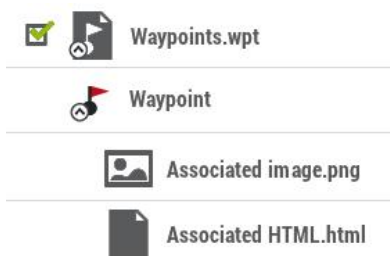 Waypoints.wpt
Waypoint
Associated image.png
Associated HTML.html